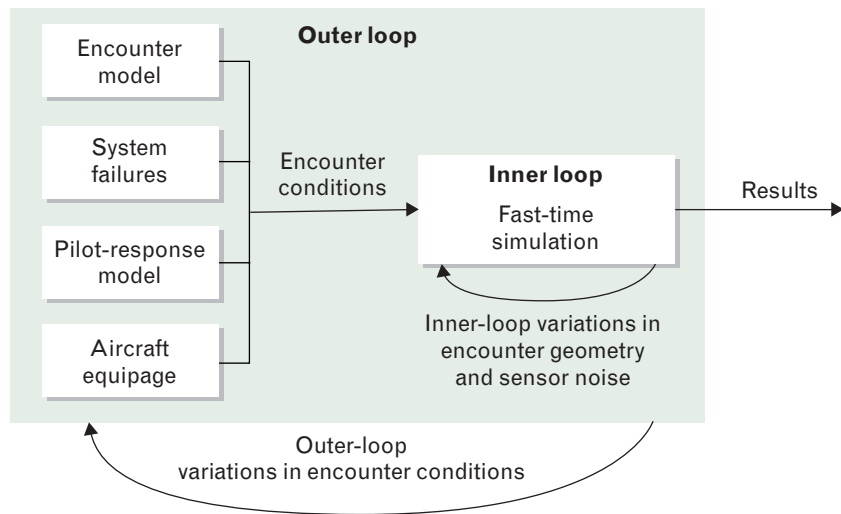 Outer loop
Encounter
model
System
failures
Pilot-response
model
Aircraft
equipage
Encounter
conditions
Inner loop
Fast-time
simulation
Results
Inner-loop variations in
encounter geometry
and sensor noise
Outer-loop
variations in encounter conditions